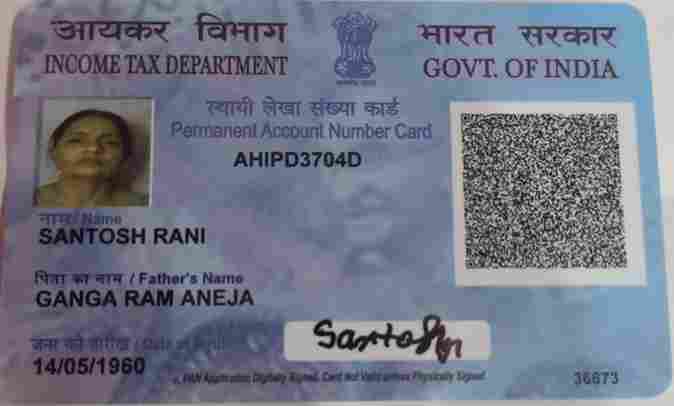 आयकर विभाग
INCOME TAX DEPARTMENT
भारत सरकार
GOVT. OF INDIA
स्थायी लेखा संख्या कार्ड
Permanent Account Number Card
AHIPD3704D
नाम / Name
SANTOSH RANI
पिता का नाम / Father's Name
GANGA RAM ANEJA
जन्म की तारीख / Date of Birth
14/05/1960
Santosh
PAN Application Digitally Signed, Card Not Valid unless Physically Signed
36673